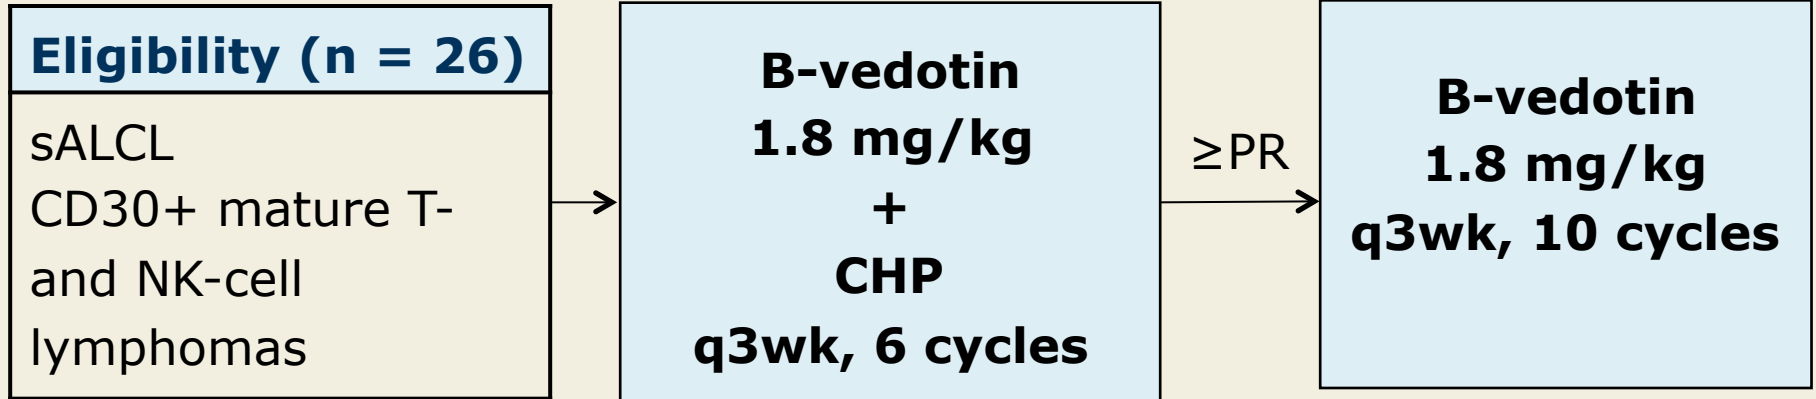 Eligibility (n = 26)
sALCL
CD30+ mature T-
and NK-cell
lymphomas
B-vedotin
1.8 mg/kg
+
CHP
q3wk, 6 cycles
≥PR
B-vedotin
1.8 mg/kg
q3wk, 10 cycles